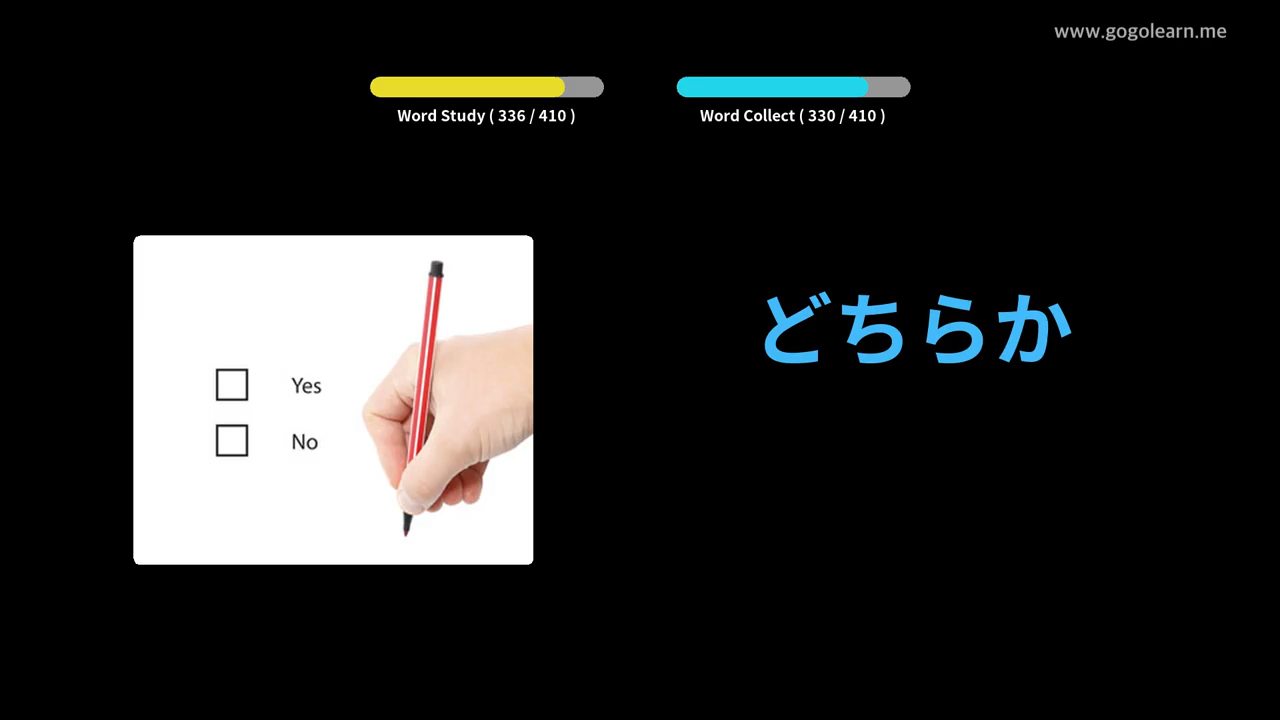 www.gogolearn.me
Word Study ( 336 / 410 )
Word Collect ( 330 / 410 )
Yes
No
どちらか